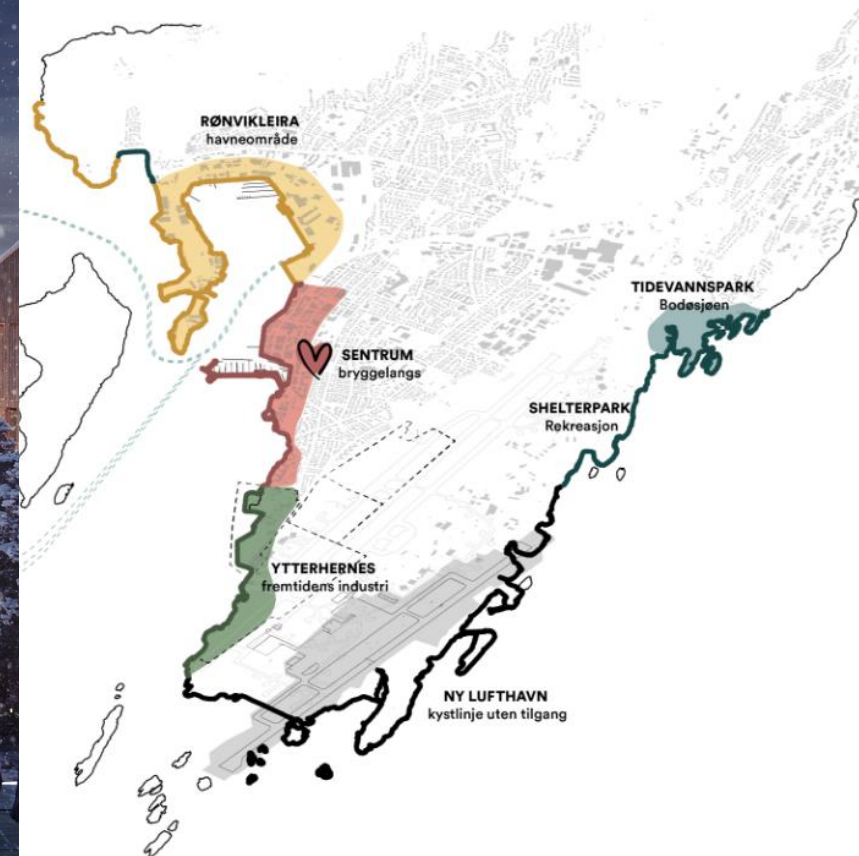 RØNVIKLEIRA
havneområde
TIDEVANNSPARK
Bodøsjøen
SENTRUM
bryggelangs
SHELTERPARK
Rekreasjon
YTTERHERNES
fremtidens industri
NY LUFTHAVN
kystlinje uten tilgang